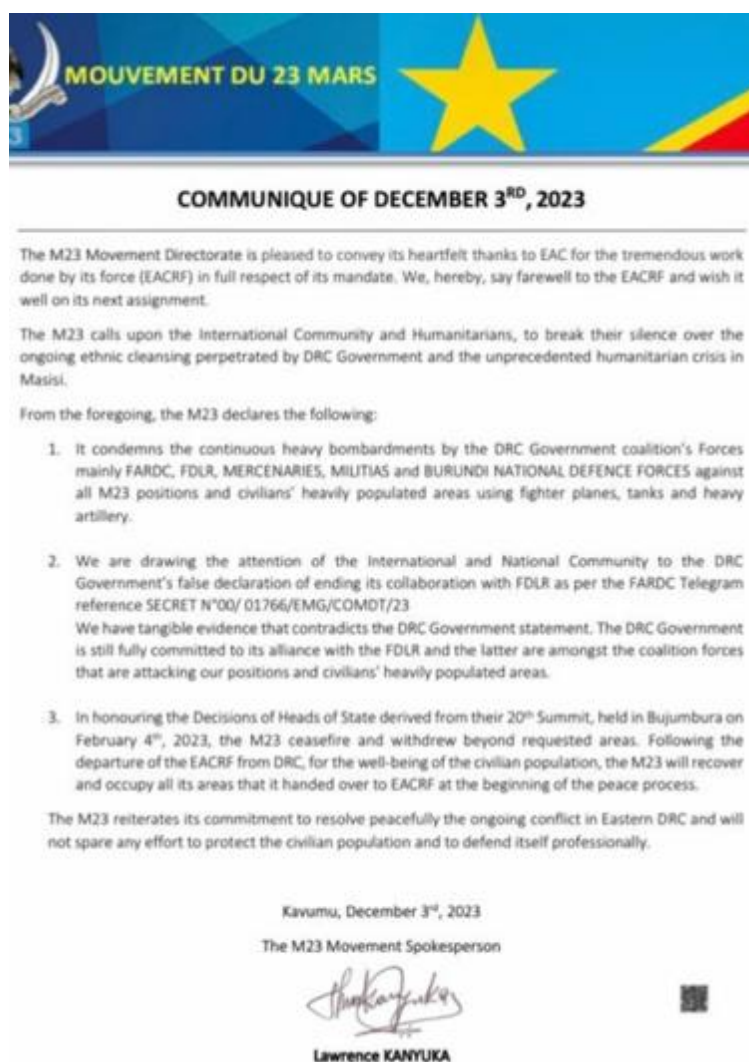 MOUVEMENT DU 23 MARS
COMMUNIQUE OF DECEMBER 3RD, 2023
The M23 Movement Directorate is pleased to convey its heartfelt thanks to EAC for the tremendous work
done by its force (EACRF) in full respect of its mandate. We, hereby, say farewell to the EACRF and wish it
well on its next assignment.
The M23 calls upon the International Community and Humanitarians, to break their silence over the
ongoing ethnic cleansing perpetrated by DRC Government and the unprecedented humanitarian crisis in
Masisi.
From the foregoing, the M23 declares the following:
1. It condemns the continuous heavy bombardments by the DRC Government coalition's Forces
mainly FARDC, FDLR, MERCENARIES, MILITIAS and BURUNDI NATIONAL DEFENCE FORCES against
all M23 positions and civilians' heavily populated areas using fighter planes, tanks and heavy
artillery.
2. We are drawing the attention of the International and National Community to the DRC
Government's false declaration of ending its collaboration with FDLR as per the FARDC Telegram
reference SECRET N°00/ 01766/EMG/COMDT/23
We have tangible evidence that contradicts the DRC Government statement. The DRC Government
is still fully committed to its alliance with the FDLR and the latter are amongst the coalition forces
that are attacking our positions and civilians' heavily populated areas.
3. In honouring the Decisions of Heads of State derived from their 20th Summit, held in Bujumbura on
February 4th, 2023, the M23 ceasefire and withdrew beyond requested areas. Following the
departure of the EACRF from DRC, for the well-being of the civilian population, the M23 will recover
and occupy all its areas that it handed over to EACRF at the beginning of the peace process.
The M23 reiterates its commitment to resolve peacefully the ongoing conflict in Eastern DRC and will
not spare any effort to protect the civilian population and to defend itself professionally.
Kavumu, December 3rd, 2023
The M23 Movement Spokesperson
Lawrence KANYUKA